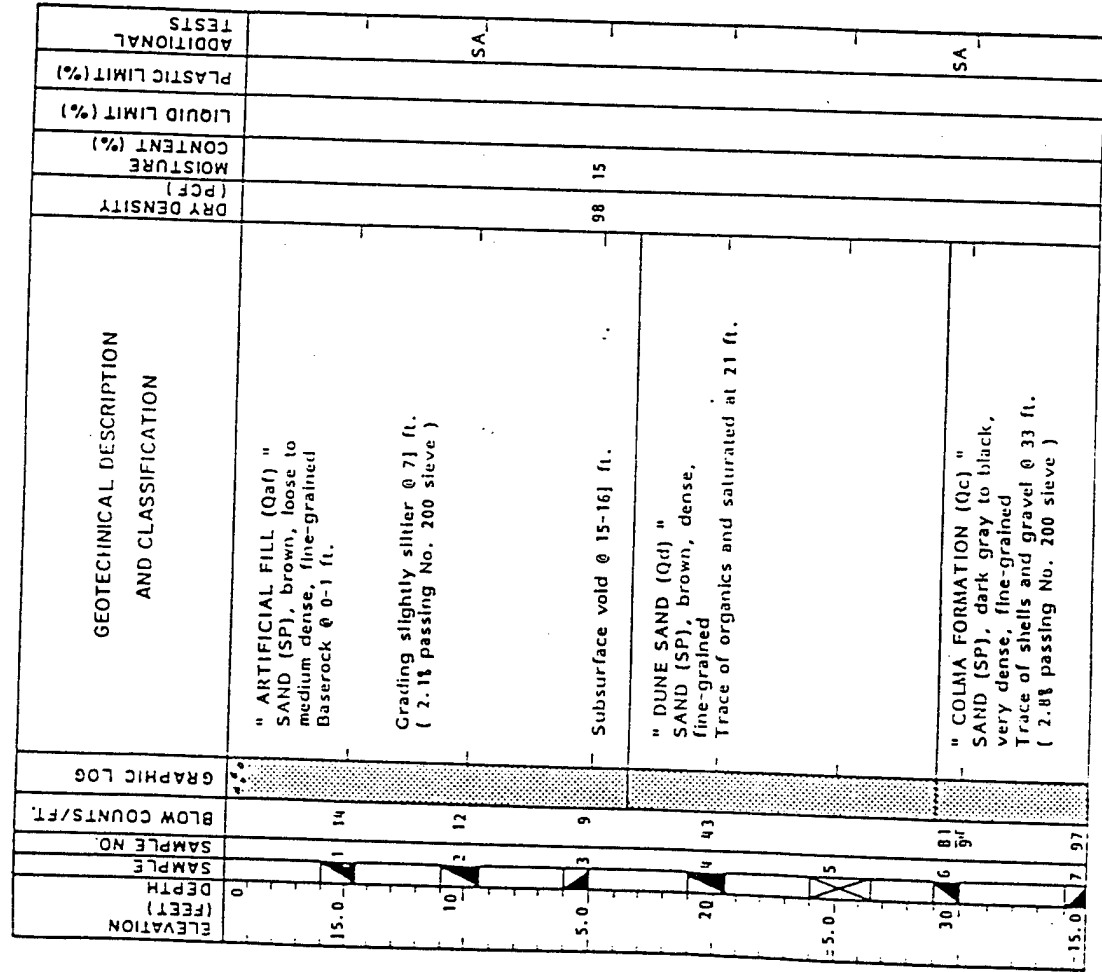 ELEVATION
(FEET)
DEPTH
SAMPLE
SAMPLE NO.
BLOW COUNTS/FT.
GRAPHIC LOG
GEOTECHNICAL DESCRIPTION
AND CLASSIFICATION
DRY DENSITY
(PCF)
MOISTURE
CONTENT (%)
LIQUID LIMIT (%)
PLASTIC LIMIT (%)
ADDITIONAL
TESTS
0
" ARTIFICIAL FILL (Qaf) "
SAND (SP), brown, loose to
medium dense, fine-grained
Baserock @ 0-1 ft.
15.0
1
14
Grading slightly siltier @ 7] ft.
( 2.1% passing No. 200 sieve )
10
2
12
SA
5.0
3
9
Subsurface void @ 15-16] ft.
98
15
" DUNE SAND (Qd) "
SAND (SP), brown, dense,
fine-grained
Trace of organics and saturated at 21 ft.
20
4
43
5.0
5
" COLMA FORMATION (Qc) "
SAND (SP), dark gray to black,
very dense, fine-grained
Trace of shells and gravel @ 33 ft.
( 2.8% passing No. 200 sieve )
30
6
81
9"
SA
-15.0
7
97